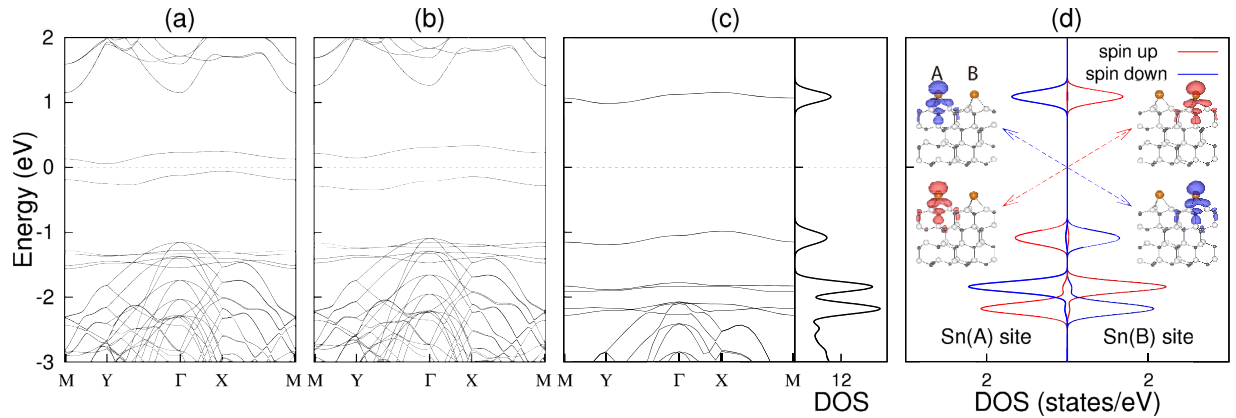 (a) (b) (c) (d)
Energy (eV)
2
1
0
-1
-2
-3
M Y Γ X M
M Y Γ X M
M Y Γ X M
12
DOS
spin up
spin down
A B
Sn(A) site Sn(B) site
2 2
DOS (states/eV)